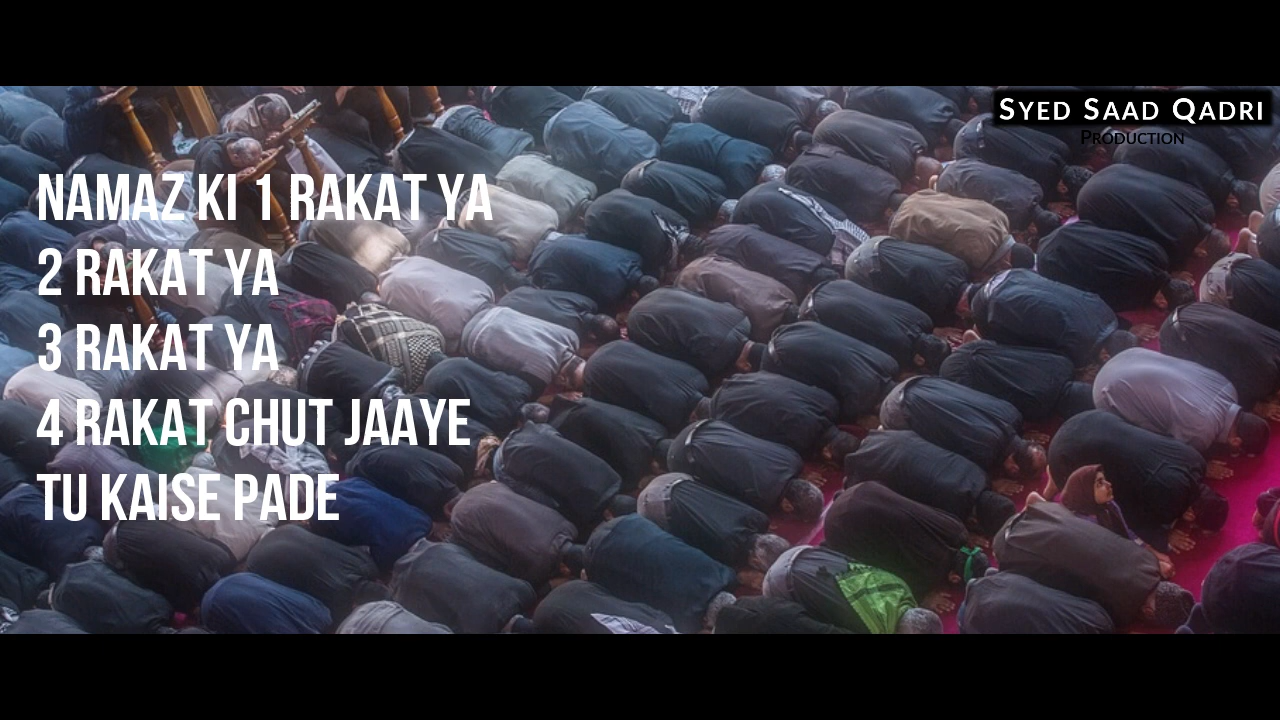 SYED SAAD QADRI
PRODUCTION
NAMAZ KI 1 RAKAT YA
2 RAKAT YA
3 RAKAT YA
4 RAKAT CHUT JAAYE
TU KAISE PADE